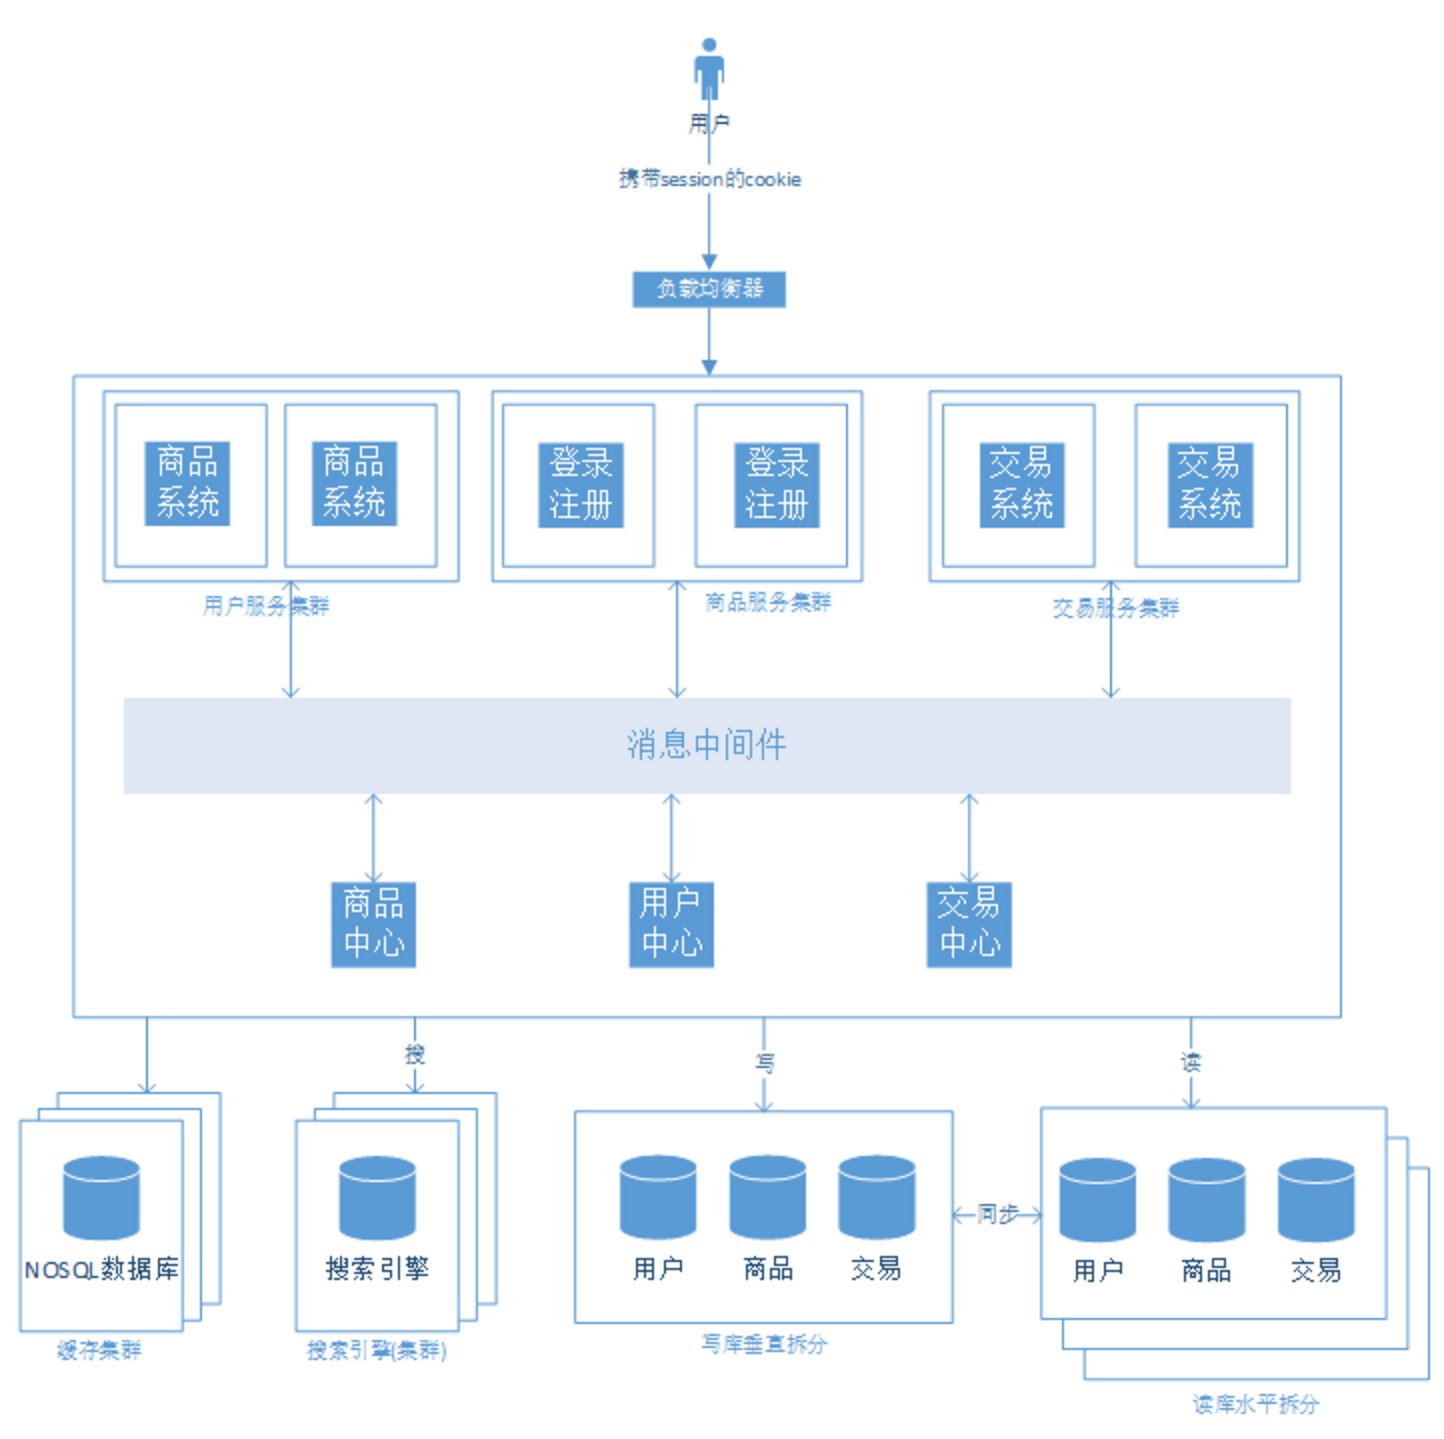 用户
携带session的cookie
负载均衡器
商品
系统
商品
系统
登录
注册
登录
注册
交易
系统
交易
系统
用户服务集群
商品服务集群
交易服务集群
消息中间件
商品
中心
用户
中心
交易
中心
搜
写
读
NOSQL数据库
搜索引擎
用户
商品
交易
同步
用户
商品
交易
缓存集群
搜索引擎(集群)
写库垂直拆分
读库水平拆分